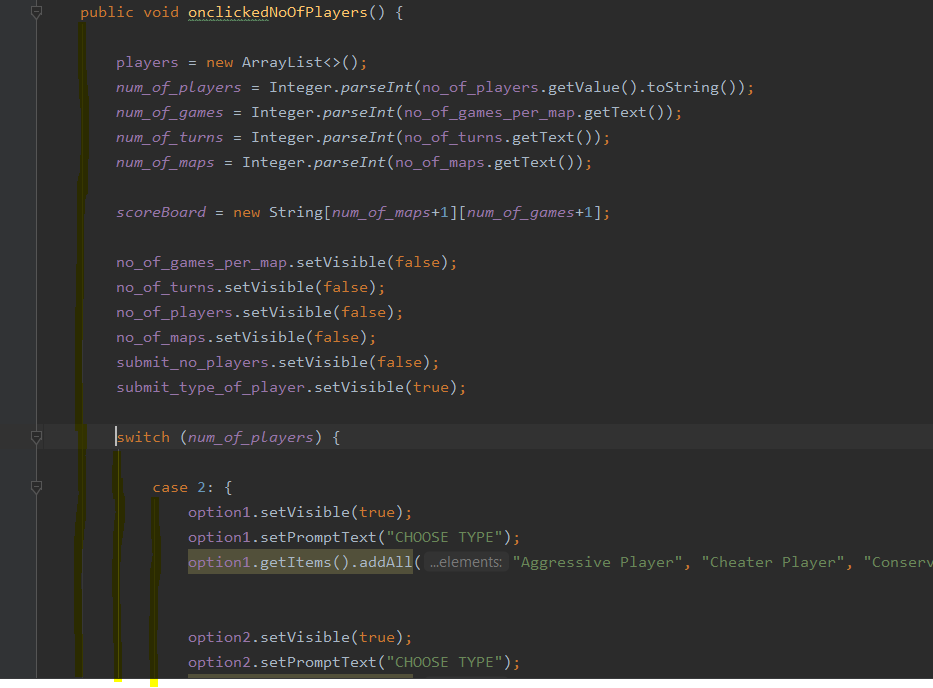 public void onclickedNoOfPlayers() {
players = new ArrayList<>();
num_of_players = Integer.parseInt(no_of_players.getValue().toString());
num_of_games = Integer.parseInt(no_of_games_per_map.getText());
num_of_turns = Integer.parseInt(no_of_turns.getText());
num_of_maps = Integer.parseInt(no_of_maps.getText());
scoreBoard = new String[num_of_maps+1][num_of_games+1];
no_of_games_per_map.setVisible(false);
no_of_turns.setVisible(false);
no_of_players.setVisible(false);
no_of_maps.setVisible(false);
submit_no_players.setVisible(false);
submit_type_of_player.setVisible(true);
switch (num_of_players) {
case 2: {
option1.setVisible(true);
option1.setPromptText("CHOOSE TYPE");
option1.getItems().addAll( ...elements: "Aggressive Player", "Cheater Player", "Conserv
option2.setVisible(true);
option2.setPromptText("CHOOSE TYPE");